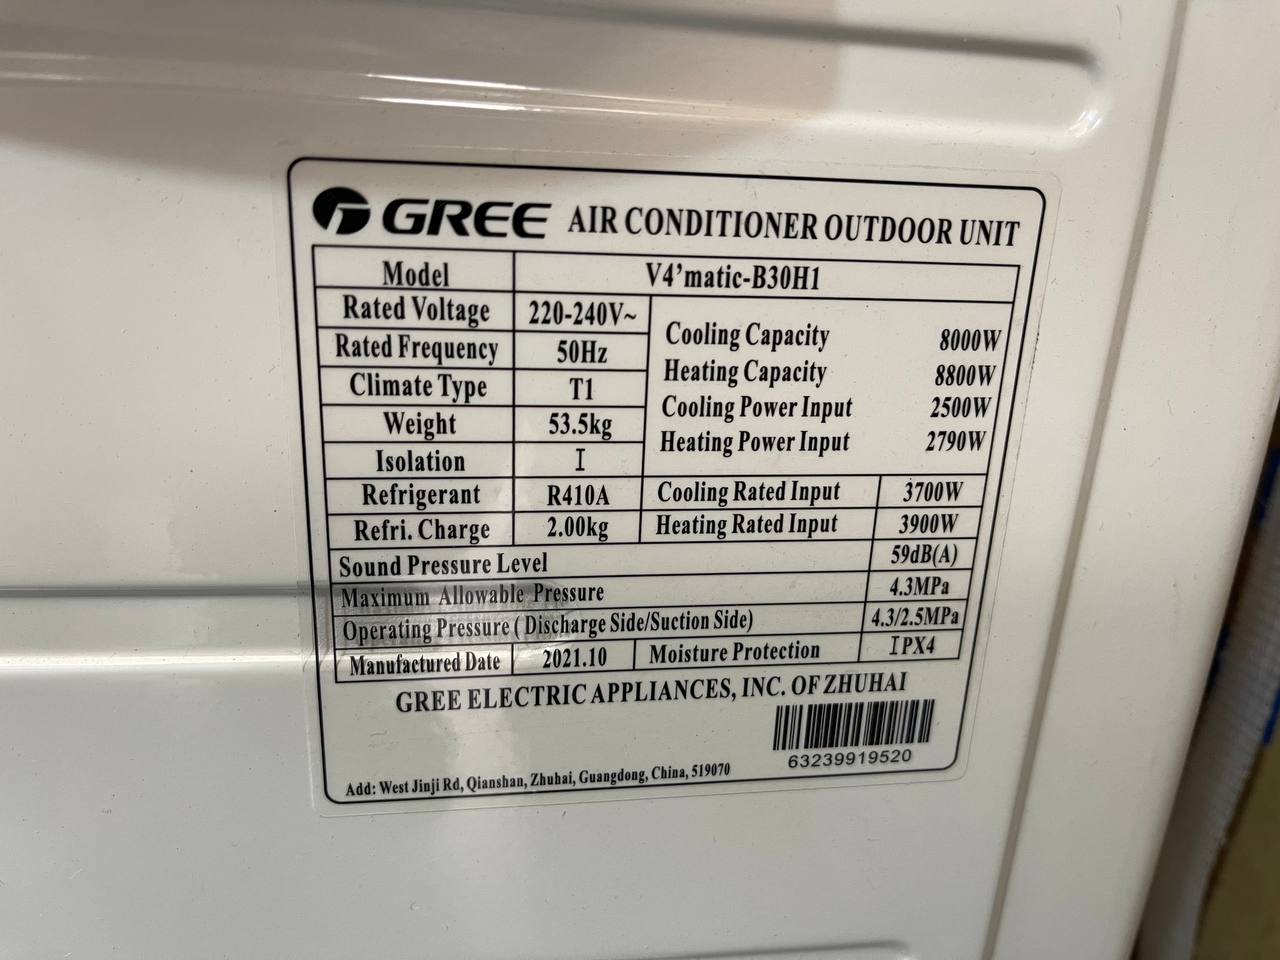 GREE AIR CONDITIONER OUTDOOR UNIT
Model V4'matic-B30H1
Rated Voltage 220-240V~
Rated Frequency 50Hz
Climate Type T1
Weight 53.5kg
Isolation I
Cooling Capacity 8000W
Heating Capacity 8800W
Cooling Power Input 2500W
Heating Power Input 2790W
Refrigerant R410A Cooling Rated Input 3700W
Refri. Charge 2.00kg Heating Rated Input 3900W
Sound Pressure Level 59dB(A)
Maximum Allowable Pressure 4.3MPa
Operating Pressure ( Discharge Side/Suction Side) 4.3/2.5MPa
Manufactured Date 2021.10 Moisture Protection IPX4
GREE ELECTRIC APPLIANCES, INC. OF ZHUHAI
63239919520
Add: West Jinji Rd, Qianshan, Zhuhai, Guangdong, China, 519070